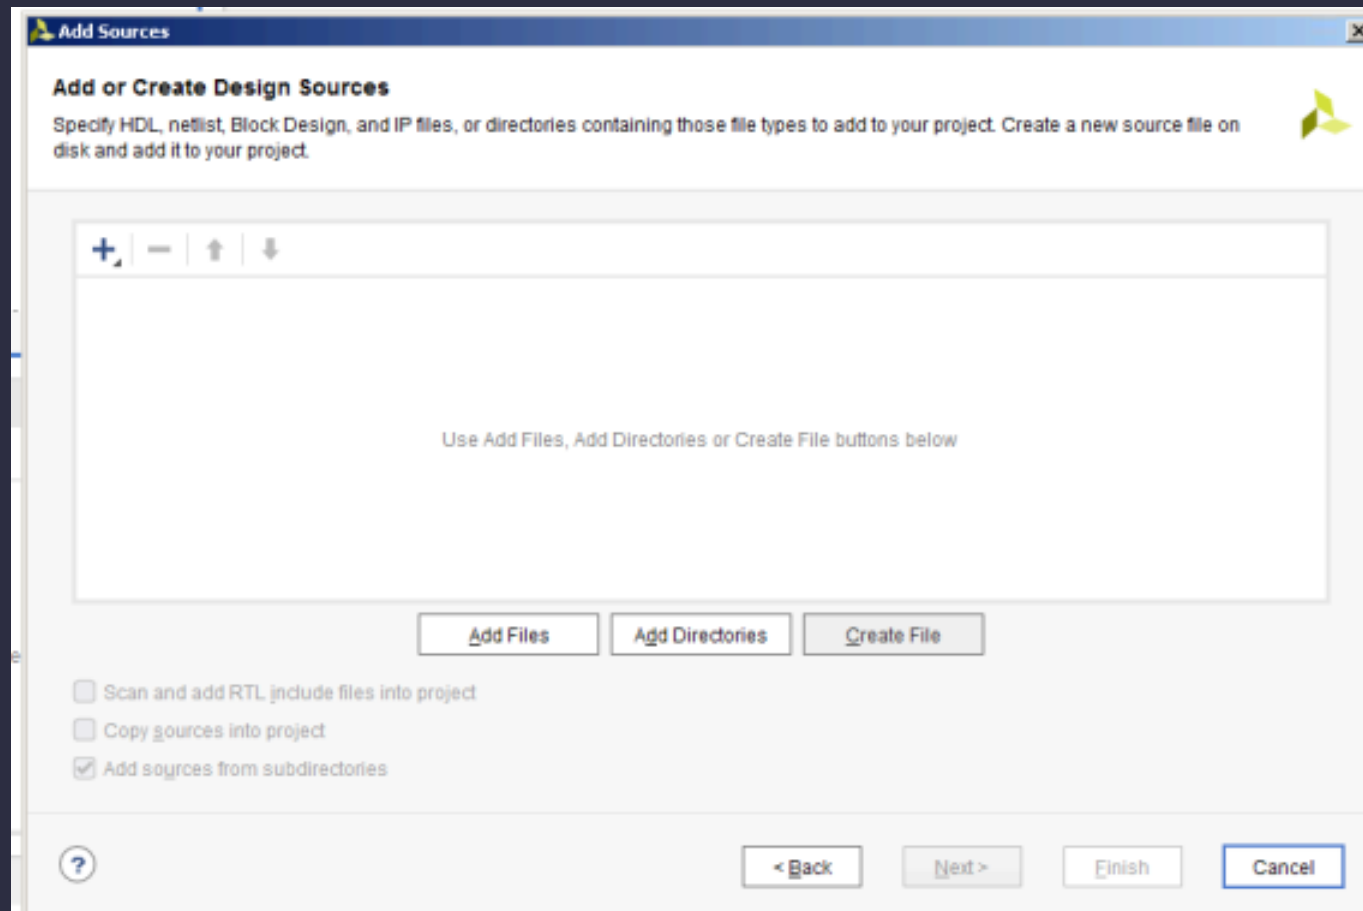 Add Sources
Add or Create Design Sources
Specify HDL, netlist, Block Design, and IP files, or directories containing those file types to add to your project. Create a new source file on
disk and add it to your project.
Use Add Files, Add Directories or Create File buttons below
Add Files
Add Directories
Create File
Scan and add RTL include files into project
Copy sources into project
Add sources from subdirectories
?
< Back
Next >
Finish
Cancel